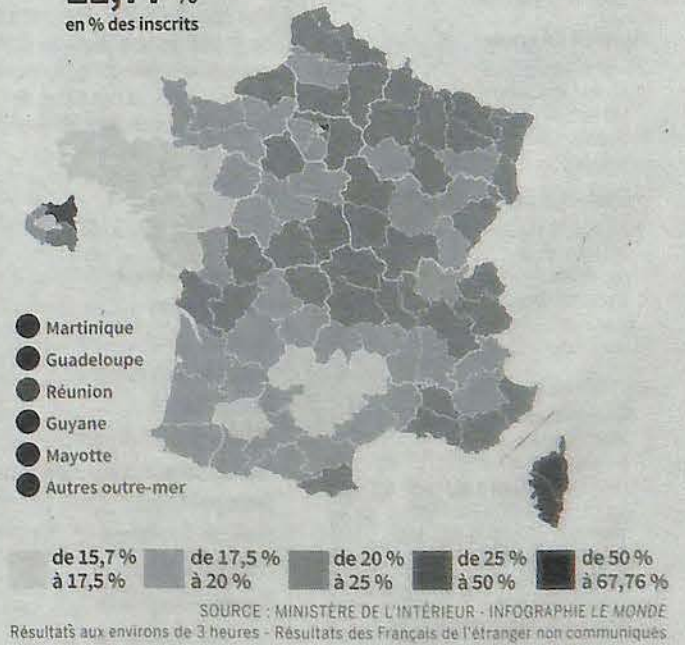 en % des inscrits
Martinique
Guadeloupe
Réunion
Guyane
Mayotte
Autres outre-mer
de 15,7 %
à 17,5 %
de 17,5 %
à 20 %
de 20 %
à 25 %
de 25 %
à 50 %
de 50 %
à 67,76 %
SOURCE : MINISTÈRE DE L'INTÉRIEUR - INFOGRAPHIE LE MONDE
Résultats aux environs de 3 heures - Résultats des Français de l'étranger non communiqués